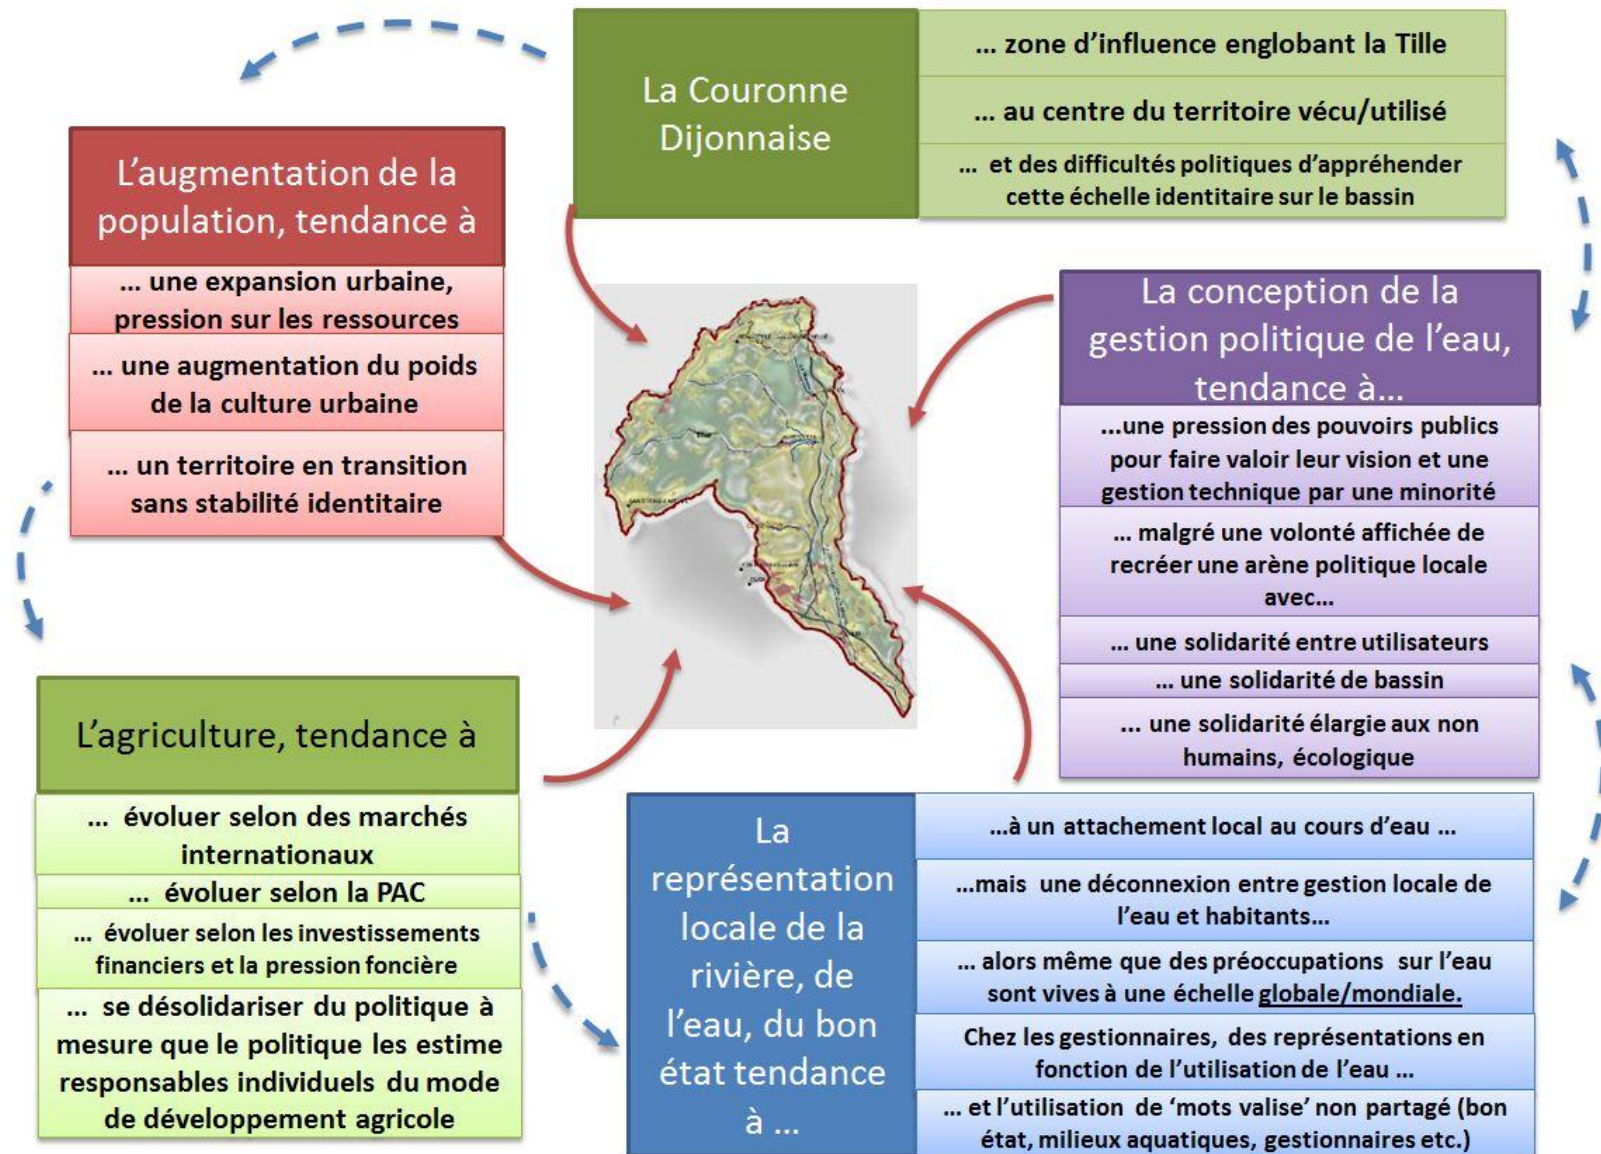 La Couronne
Dijonnaise
... zone d'influence englobant la Tille
... au centre du territoire vécu/utilisé
... et des difficultés politiques d'appréhender
cette échelle identitaire sur le bassin
L'augmentation de la
population, tendance à
... une expansion urbaine,
pression sur les ressources
... une augmentation du poids
de la culture urbaine
... un territoire en transition
sans stabilité identitaire
La conception de la
gestion politique de l'eau,
tendance à...
...une pression des pouvoirs publics
pour faire valoir leur vision et une
gestion technique par une minorité
... malgré une volonté affichée de
recréer une arène politique locale
avec...
... une solidarité entre utilisateurs
... une solidarité de bassin
... une solidarité élargie aux non
humains, écologique
L'agriculture, tendance à
... évoluer selon des marchés
internationaux
... évoluer selon la PAC
... évoluer selon les investissements
financiers et la pression foncière
... se désolidariser du politique à
mesure que le politique les estime
responsables individuels du mode
de développement agricole
La
représentation
locale de la
rivière, de
l'eau, du bon
état tendance
à ...
...à un attachement local au cours d'eau ...
...mais une déconnexion entre gestion locale de
l'eau et habitants...
... alors même que des préoccupations sur l'eau
sont vives à une échelle globale/mondiale.
Chez les gestionnaires, des représentations en
fonction de l'utilisation de l'eau ...
... et l'utilisation de 'mots valise' non partagé (bon
état, milieux aquatiques, gestionnaires etc.)